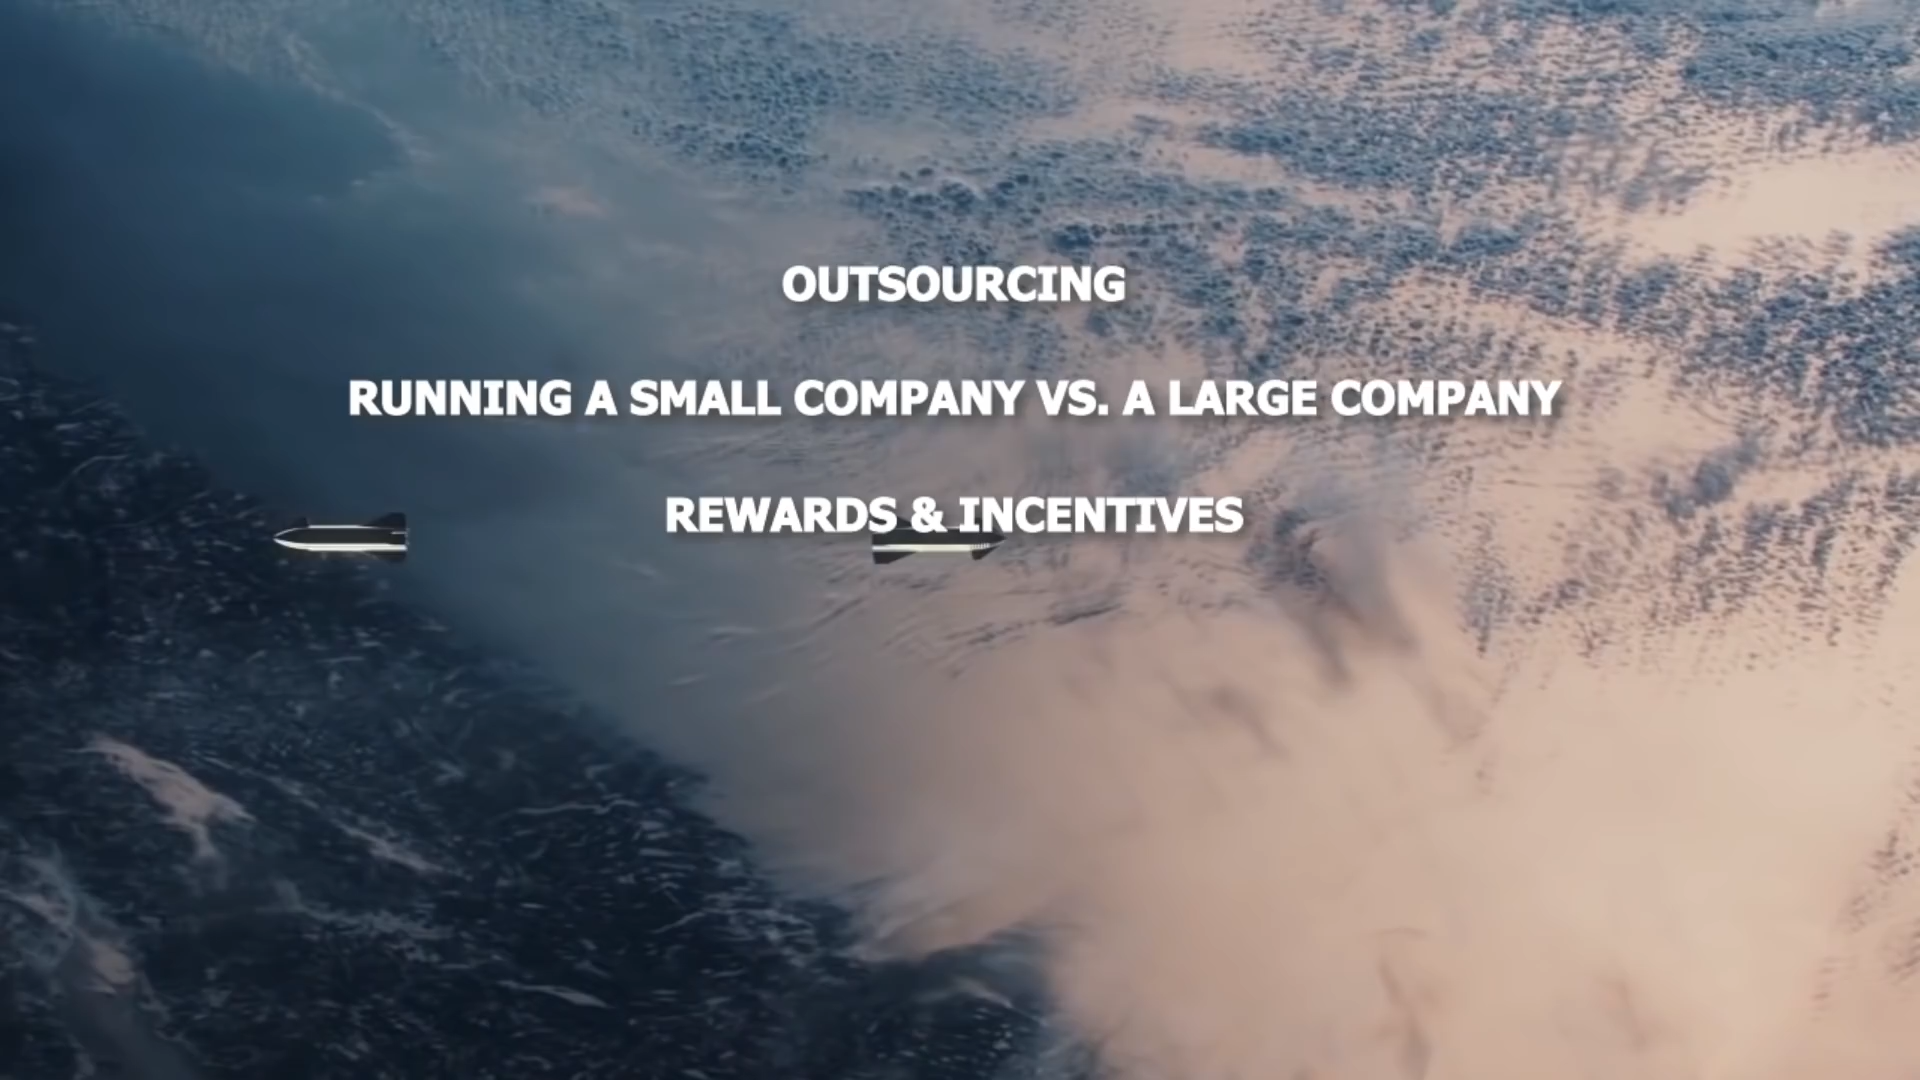 OUTSOURCING
RUNNING A SMALL COMPANY VS. A LARGE COMPANY
REWARDS & INCENTIVES